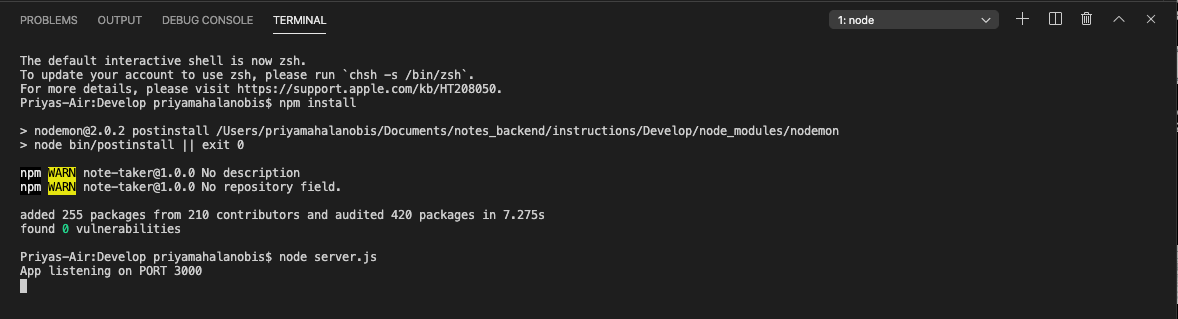 PROBLEMS OUTPUT DEBUG CONSOLE TERMINAL 1: node
The default interactive shell is now zsh.
To update your account to use zsh, please run `chsh -s /bin/zsh`.
For more details, please visit https://support.apple.com/kb/HT208050.
Priyas-Air:Develop priyamahalanobis$ npm install
> nodemon@2.0.2 postinstall /Users/priyamahalanobis/Documents/notes_backend/instructions/Develop/node_modules/nodemon
> node bin/postinstall || exit 0
npm WARN note-taker@1.0.0 No description
npm WARN note-taker@1.0.0 No repository field.
added 255 packages from 210 contributors and audited 420 packages in 7.275s
found 0 vulnerabilities
Priyas-Air:Develop priyamahalanobis$ node server.js
App listening on PORT 3000